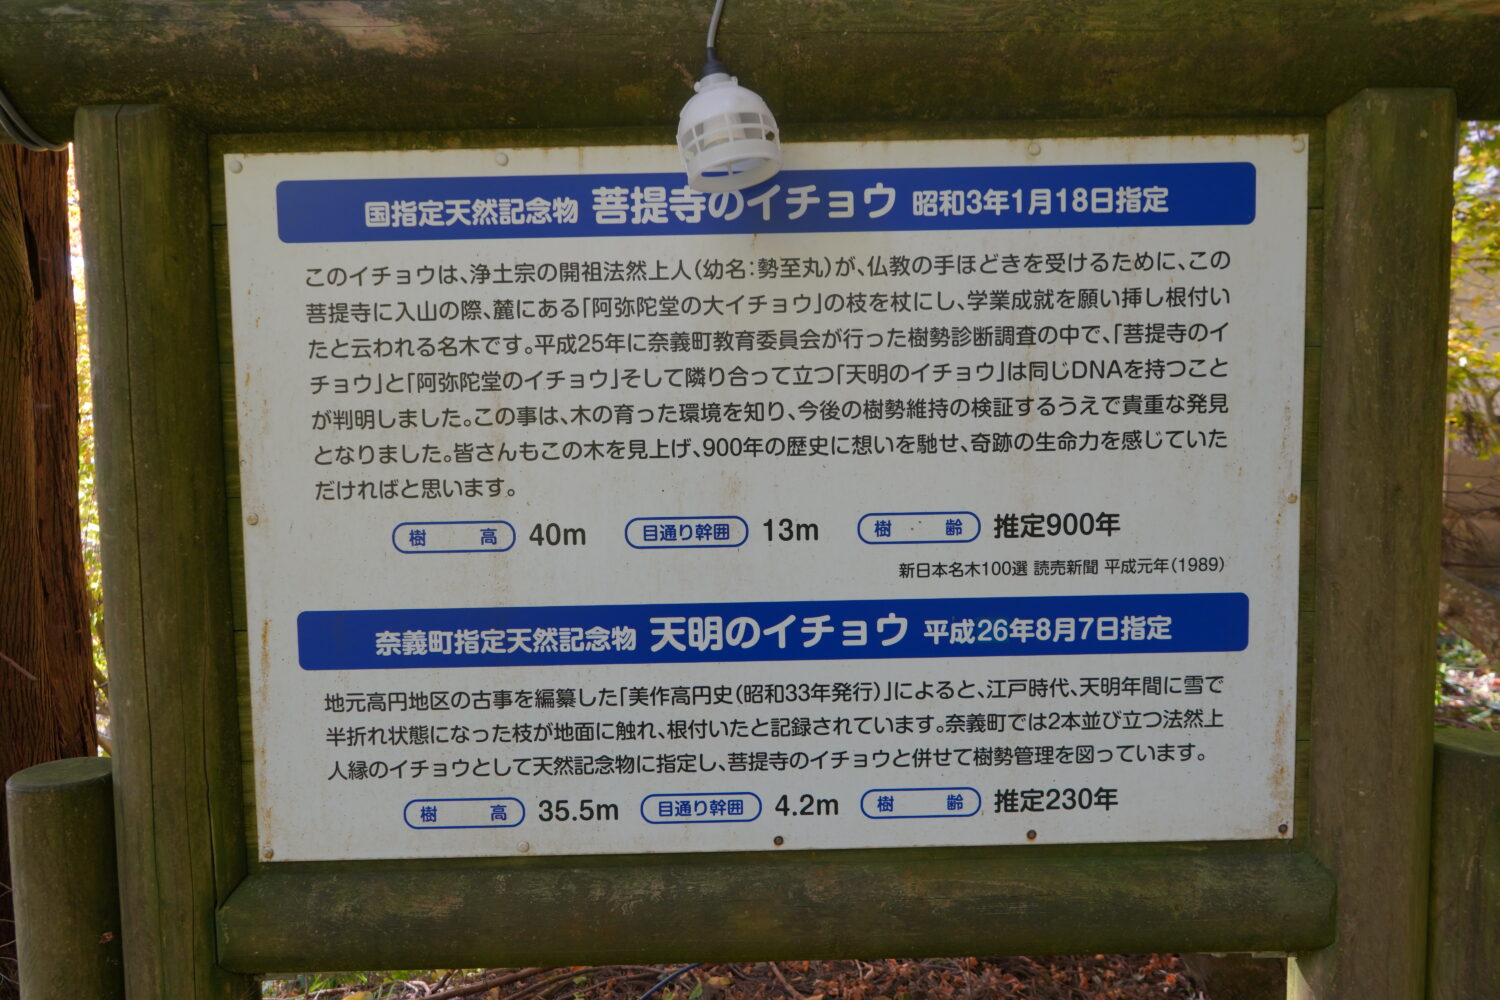 国指定天然記念物 菩提寺のイチョウ 昭和3年1月18日指定
このイチョウは、浄土宗の開祖法然上人(幼名:勢至丸)が、仏教の手ほどきを受けるために、この
菩提寺に入山の際、麓にある「阿弥陀堂の大イチョウ」の枝を杖にし、学業成就を願い挿し根付い
たと云われる名木です。平成25年に奈義町教育委員会が行った樹勢診断調査の中で、「菩提寺のイ
チョウ」と「阿弥陀堂のイチョウ」そして隣り合って立つ「天明のイチョウ」は同じDNAを持つこと
が判明しました。この事は、木の育った環境を知り、今後の樹勢維持の検証するうえで貴重な発見
となりました。皆さんもこの木を見上げ、900年の歴史に想いを馳せ、奇跡の生命力を感じていた
だければと思います。
樹 高 40m 目通り幹囲 13m 樹 齢 推定900年
新日本名木100選 読売新聞 平成元年(1989)
奈義町指定天然記念物 天明のイチョウ 平成26年8月7日指定
地元高円地区の古事を編纂した「美作高円史(昭和33年発行)」によると、江戸時代、天明年間に雪で
半折れ状態になった枝が地面に触れ、根付いたと記録されています。奈義町では2本並び立つ法然上
人縁のイチョウとして天然記念物に指定し、菩提寺のイチョウと併せて樹勢管理を図っています。
樹 高 35.5m 目通り幹囲 4.2m 樹 齢 推定230年